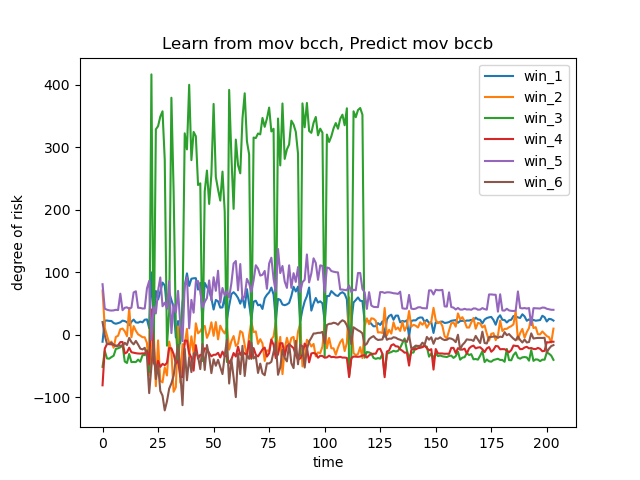 Learn from mov bcch, Predict mov bccb
win_1
win_2
win_3
win_4
win_5
win_6
degree of risk
400
300
200
100
0
−100
0
25
50
75
100
125
150
175
200
time